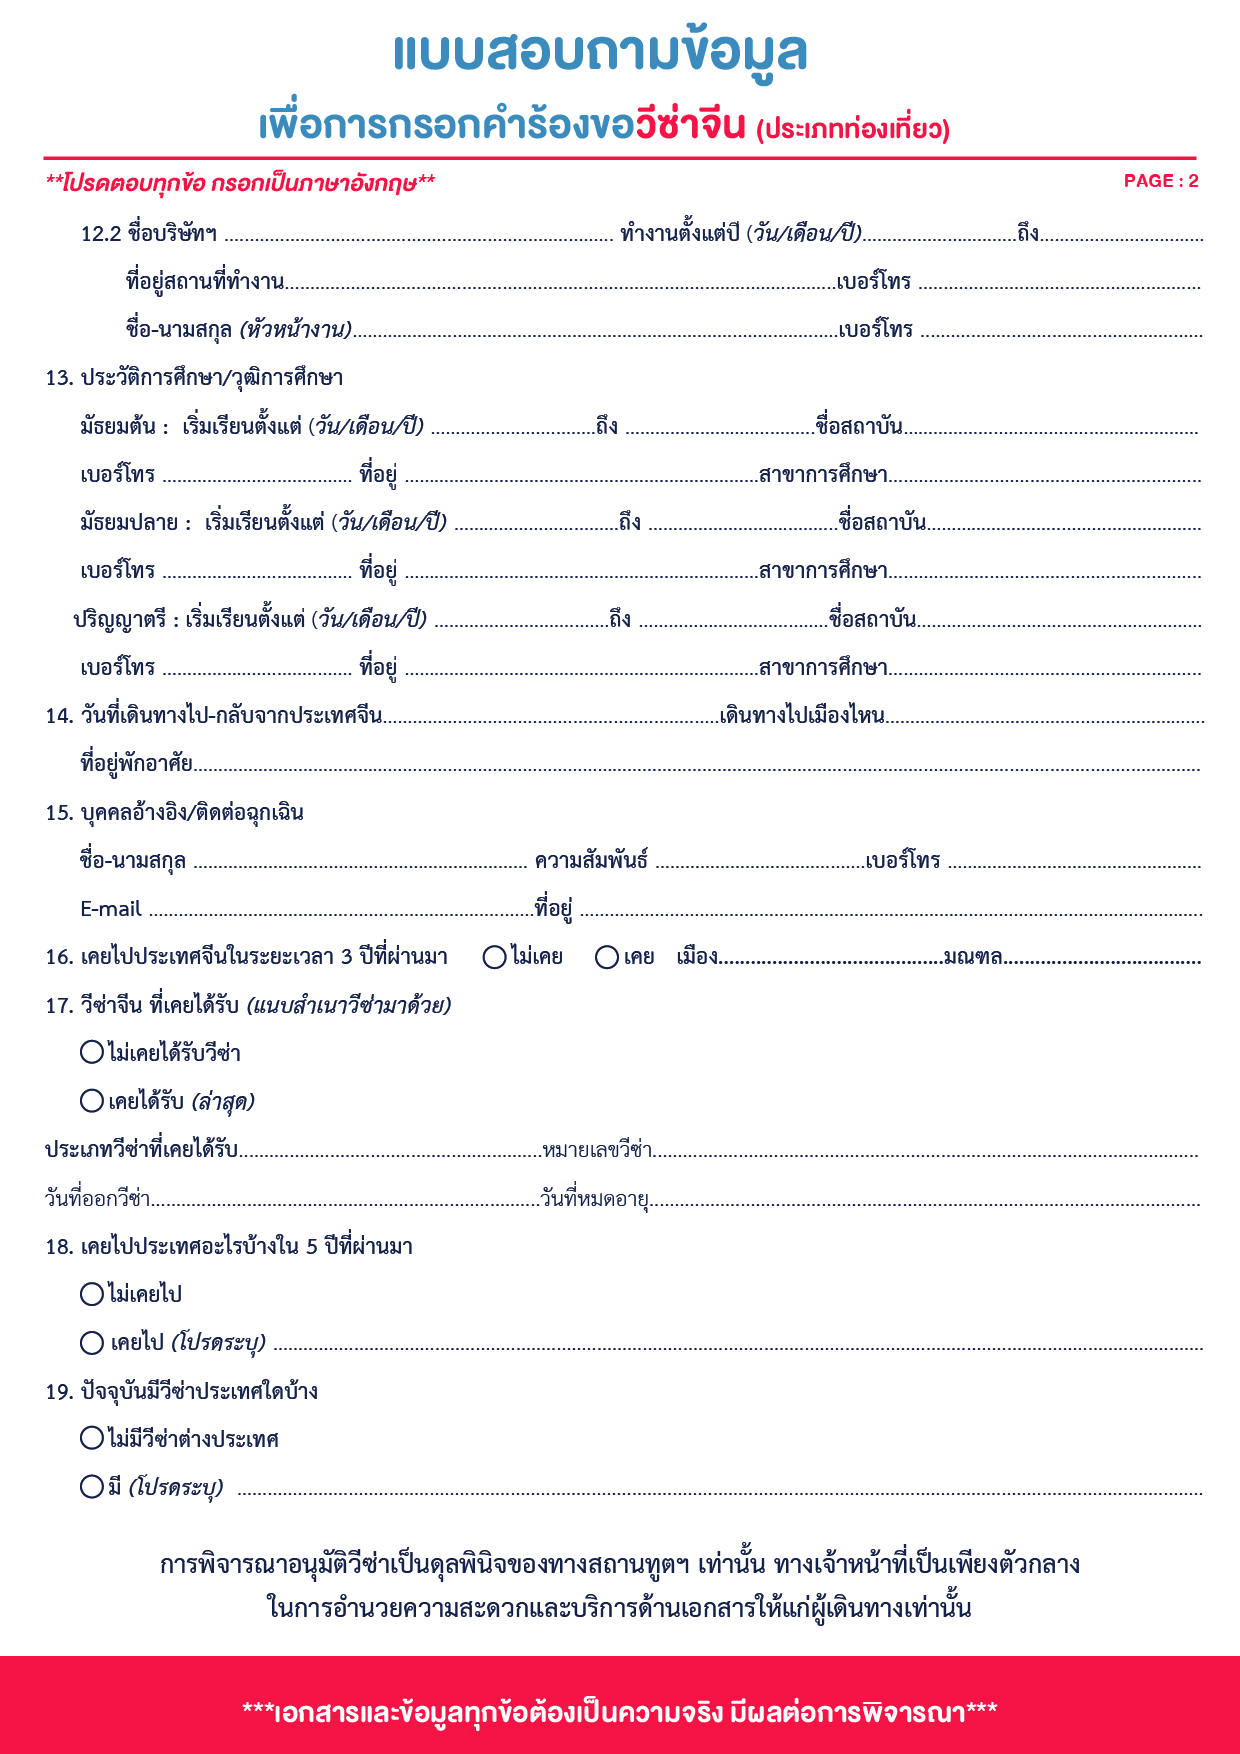 แบบสอบถามข้อมูล
เพื่อการกรอกคำร้องขอวีซ่าจีน (ประเภทท่องเที่ยว)
**โปรดตอบทุกข้อ กรอกเป็นภาษาอังกฤษ** PAGE : 2
12.2 ชื่อบริษัทฯ ........................ ทำงานตั้งแต่ปี (วัน/เดือน/ปี)........................ถึง........................
ที่อยู่สถานที่ทำงาน........................เบอร์โทร ........................
ชื่อ-นามสกุล (หัวหน้างาน)........................เบอร์โทร ........................
13. ประวัติการศึกษา/วุฒิการศึกษา
มัธยมต้น : เริ่มเรียนตั้งแต่ (วัน/เดือน/ปี) ........................ถึง ........................ชื่อสถาบัน........................
เบอร์โทร ........................ ที่อยู่ ........................สาขาการศึกษา........................
มัธยมปลาย : เริ่มเรียนตั้งแต่ (วัน/เดือน/ปี) ........................ถึง ........................ชื่อสถาบัน........................
เบอร์โทร ........................ ที่อยู่ ........................สาขาการศึกษา........................
ปริญญาตรี : เริ่มเรียนตั้งแต่ (วัน/เดือน/ปี) ........................ถึง ........................ชื่อสถาบัน........................
เบอร์โทร ........................ ที่อยู่ ........................สาขาการศึกษา........................
14. วันที่เดินทางไป-กลับจากประเทศจีน........................เดินทางไปเมืองไหน........................
ที่อยู่พักอาศัย........................
15. บุคคลอ้างอิง/ติดต่อฉุกเฉิน
ชื่อ-นามสกุล ........................ ความสัมพันธ์ ........................เบอร์โทร ........................
E-mail ........................ที่อยู่ ........................
16. เคยไปประเทศจีนในระยะเวลา 3 ปีที่ผ่านมา ◯ ไม่เคย ◯ เคย เมือง........................มณฑล........................
17. วีซ่าจีน ที่เคยได้รับ (แนบสำเนาวีซ่ามาด้วย)
◯ ไม่เคยได้รับวีซ่า
◯ เคยได้รับ (ล่าสุด)
ประเภทวีซ่าที่เคยได้รับ........................หมายเลขวีซ่า........................
วันที่ออกวีซ่า........................วันที่หมดอายุ........................
18. เคยไปประเทศอะไรบ้างใน 5 ปีที่ผ่านมา
◯ ไม่เคยไป
◯ เคยไป (โปรดระบุ) ........................
19. ปัจจุบันมีวีซ่าประเทศใดบ้าง
◯ ไม่มีวีซ่าต่างประเทศ
◯ มี (โปรดระบุ) ........................
การพิจารณาอนุมัติวีซ่าเป็นดุลพินิจของทางสถานทูตฯ เท่านั้น ทางเจ้าหน้าที่เป็นเพียงตัวกลาง
ในการอำนวยความสะดวกและบริการด้านเอกสารให้แก่ผู้เดินทางเท่านั้น
***เอกสารและข้อมูลทุกข้อต้องเป็นความจริง มีผลต่อการพิจารณา***